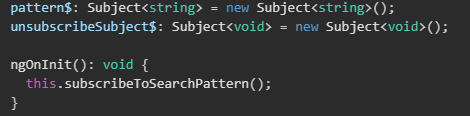 pattern$: Subject<string> = new Subject<string>();
unsubscribeSubject$: Subject<void> = new Subject<void>();
ngOnInit(): void {
this.subscribeToSearchPattern();
}